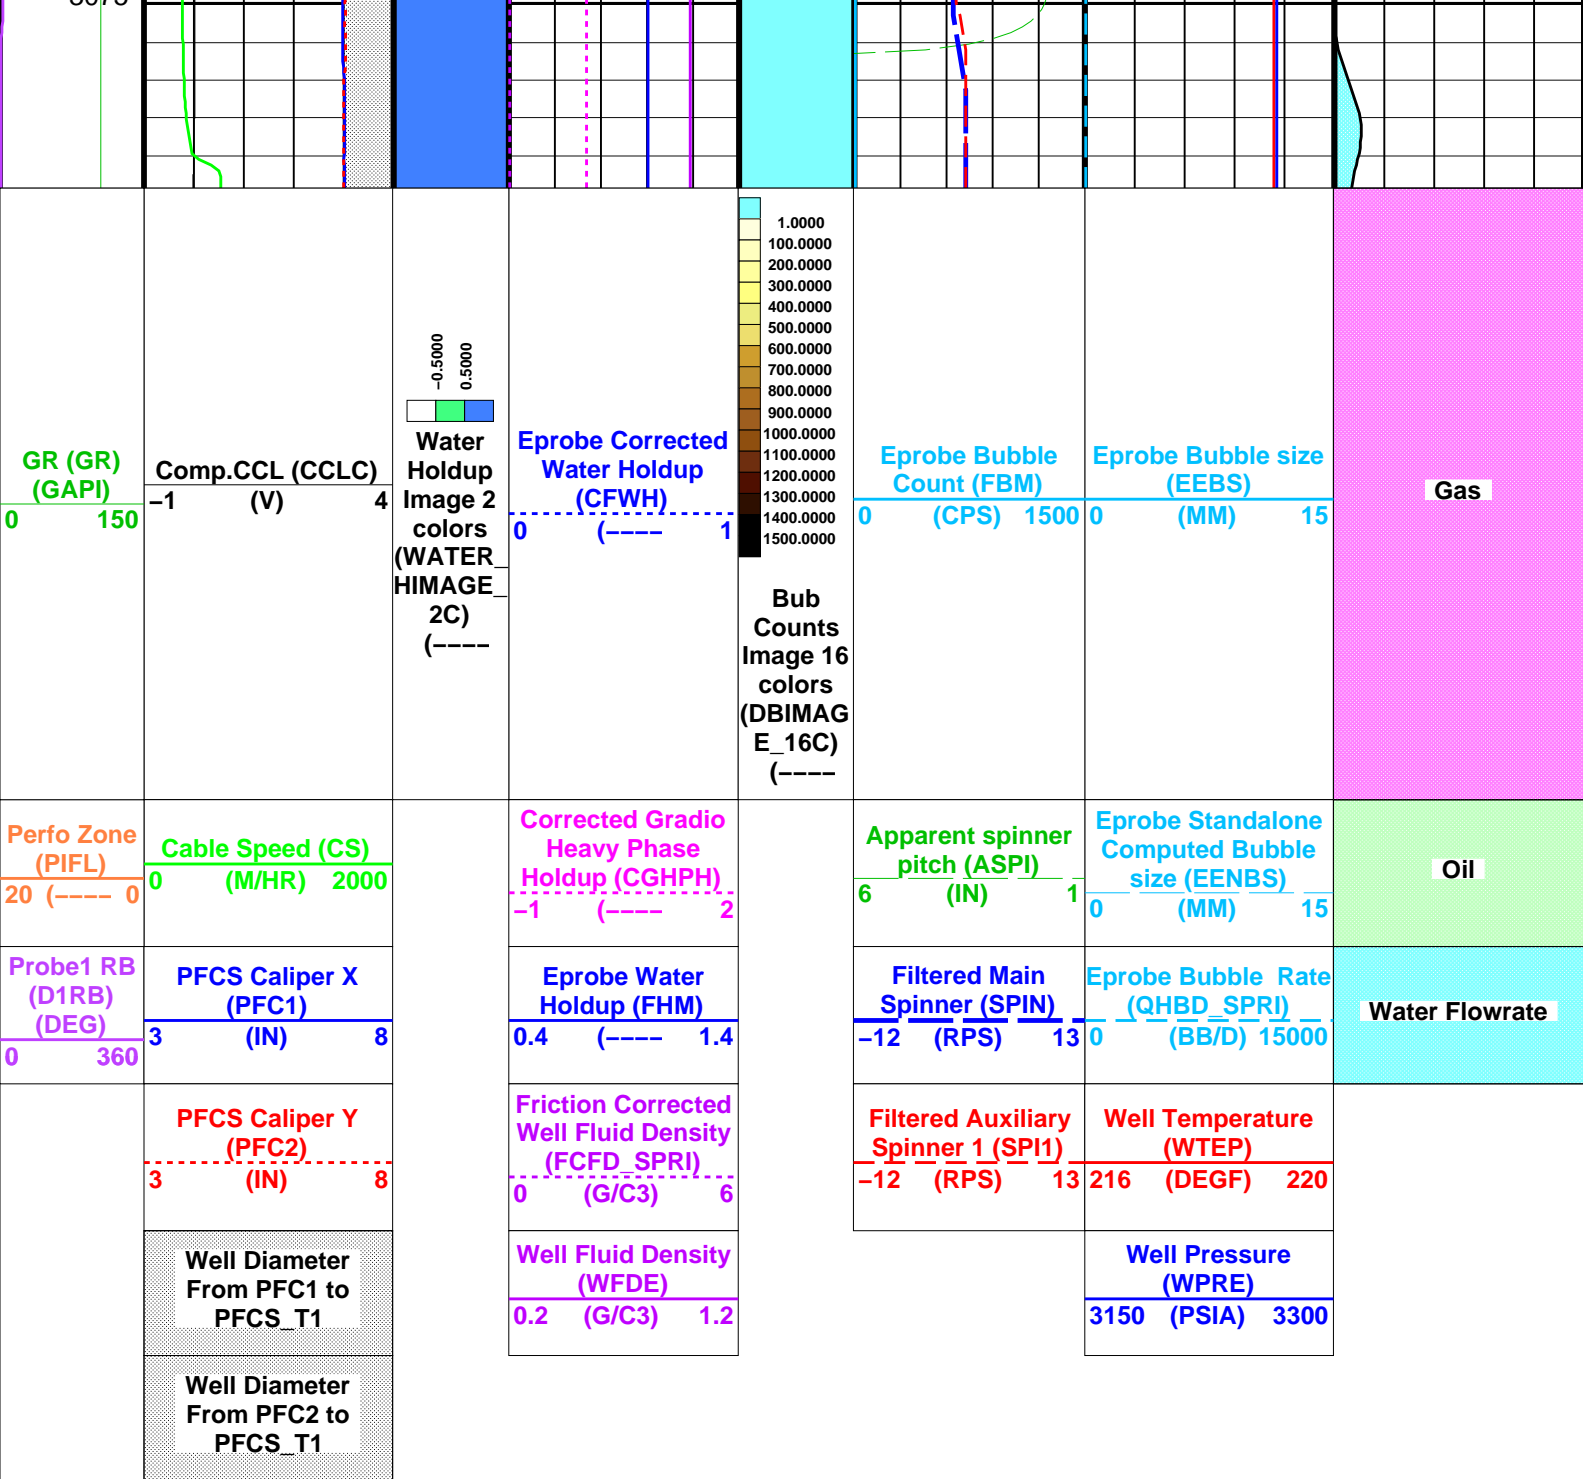 GR (GR)
(GAPI)
0 150
Comp.CCL (CCLC)
−1 (V) 4
−0.5000
0.5000
Water
Holdup
Image 2
colors
(WATER_
HIMAGE_
2C)
(−−−−
Eprobe Corrected
Water Holdup
(CFWH)
0 (−−−− 1
1.0000
100.0000
200.0000
300.0000
400.0000
500.0000
600.0000
700.0000
800.0000
900.0000
1000.0000
1100.0000
1200.0000
1300.0000
1400.0000
1500.0000
Bub
Counts
Image 16
colors
(DBIMAG
E_16C)
(−−−−
Eprobe Bubble
Count (FBM)
0 (CPS) 1500
Eprobe Bubble size
(EEBS)
0 (MM) 15
Gas
Perfo Zone
(PIFL)
20 (−−−− 0
Cable Speed (CS)
0 (M/HR) 2000
Corrected Gradio
Heavy Phase
Holdup (CGHPH)
−1 (−−−− 2
Apparent spinner
pitch (ASPI)
6 (IN) 1
Eprobe Standalone
Computed Bubble
size (EENBS)
0 (MM) 15
Oil
Probe1 RB
(D1RB)
(DEG)
0 360
PFCS Caliper X
(PFC1)
3 (IN) 8
Eprobe Water
Holdup (FHM)
0.4 (−−−− 1.4
Filtered Main
Spinner (SPIN)
−12 (RPS) 13
Eprobe Bubble Rate
(QHBD_SPRI)
0 (BB/D) 15000
Water Flowrate
PFCS Caliper Y
(PFC2)
3 (IN) 8
Friction Corrected
Well Fluid Density
(FCFD_SPRI)
0 (G/C3) 6
Filtered Auxiliary
Spinner 1 (SPI1)
−12 (RPS) 13
Well Temperature
(WTEP)
216 (DEGF) 220
Well Diameter
From PFC1 to
PFCS_T1
Well Fluid Density
(WFDE)
0.2 (G/C3) 1.2
Well Pressure
(WPRE)
3150 (PSIA) 3300
Well Diameter
From PFC2 to
PFCS_T1